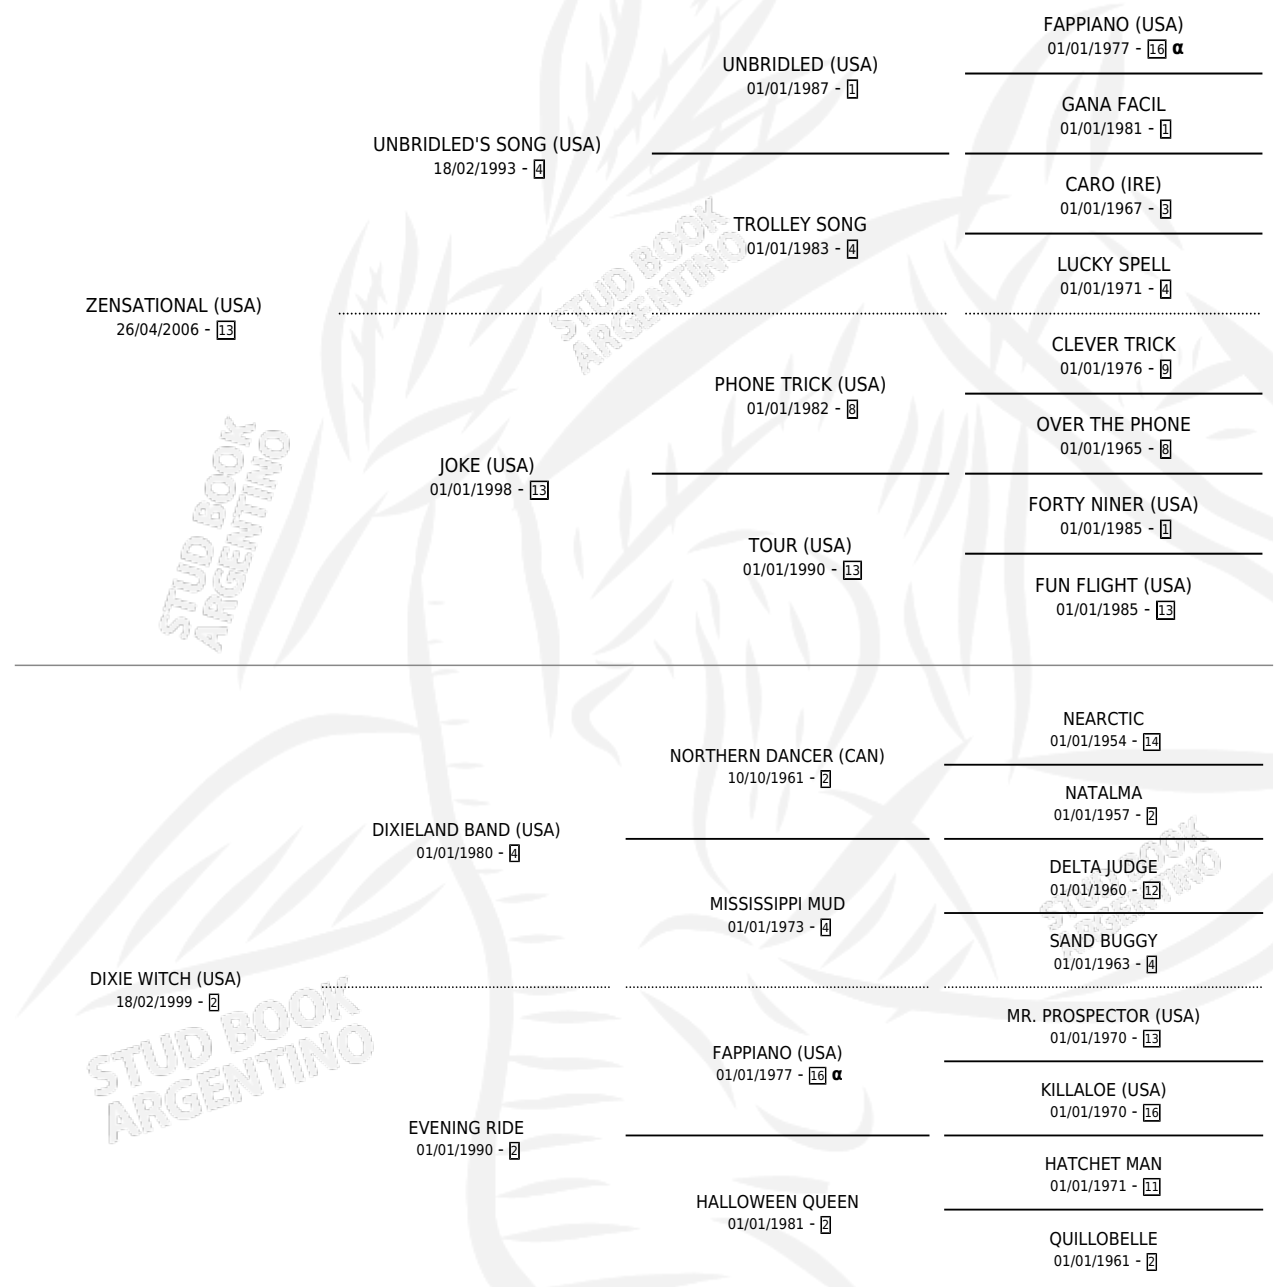 FAPPIANO (USA)
01/01/1977 - 16 α
UNBRIDLED (USA)
01/01/1987 - 1
GANA FACIL
01/01/1981 - 1
UNBRIDLED'S SONG (USA)
18/02/1993 - 4
CARO (IRE)
01/01/1967 - 3
TROLLEY SONG
01/01/1983 - 4
LUCKY SPELL
01/01/1971 - 4
ZENSATIONAL (USA)
26/04/2006 - 13
CLEVER TRICK
01/01/1976 - 9
PHONE TRICK (USA)
01/01/1982 - 8
OVER THE PHONE
01/01/1965 - 8
JOKE (USA)
01/01/1998 - 13
FORTY NINER (USA)
01/01/1985 - 1
TOUR (USA)
01/01/1990 - 13
FUN FLIGHT (USA)
01/01/1985 - 13
NEARCTIC
01/01/1954 - 14
NORTHERN DANCER (CAN)
10/10/1961 - 2
NATALMA
01/01/1957 - 2
DIXIELAND BAND (USA)
01/01/1980 - 4
DELTA JUDGE
01/01/1960 - 12
MISSISSIPPI MUD
01/01/1973 - 4
SAND BUGGY
01/01/1963 - 4
DIXIE WITCH (USA)
18/02/1999 - 2
MR. PROSPECTOR (USA)
01/01/1970 - 13
FAPPIANO (USA)
01/01/1977 - 16 α
KILLALOE (USA)
01/01/1970 - 16
EVENING RIDE
01/01/1990 - 2
HATCHET MAN
01/01/1971 - 11
HALLOWEEN QUEEN
01/01/1981 - 2
QUILLOBELLE
01/01/1961 - 2
STUD BOOK
ARGENTINO
STUD BOOK
ARGENTINO
STUD BOOK
ARGENTINO
STUD BOOK
ARGENTINO